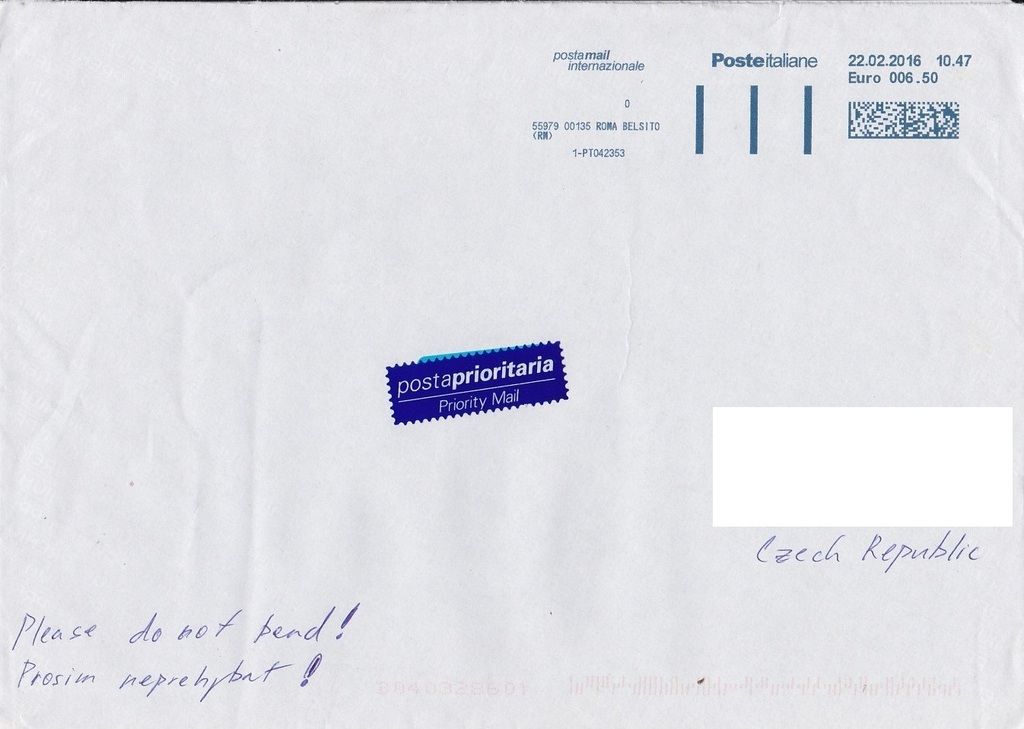 postamail
internazionale
Posteitaliane
22.02.2016 10.47
Euro 006.50
0
55979 00135 ROMA BELSITO
(RM)
1-PT042353
postaprioritaria
Priority Mail
Czech Republic
Please do not bend!
Prosim neprehybat!